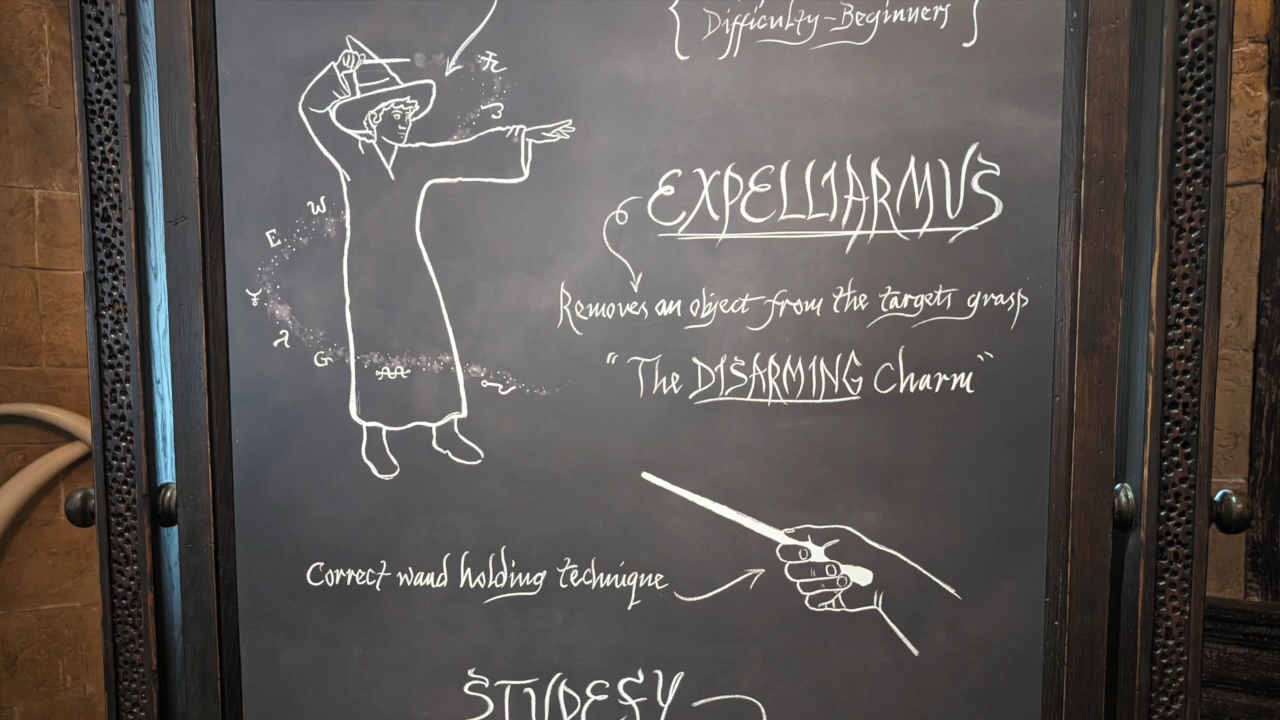 { Difficulty-Beginners }
EXPELLIARMUS
Removes an object from the targets grasp
"The DISARMING Charm"
W
E
G
Correct wand holding technique
STUPEFY